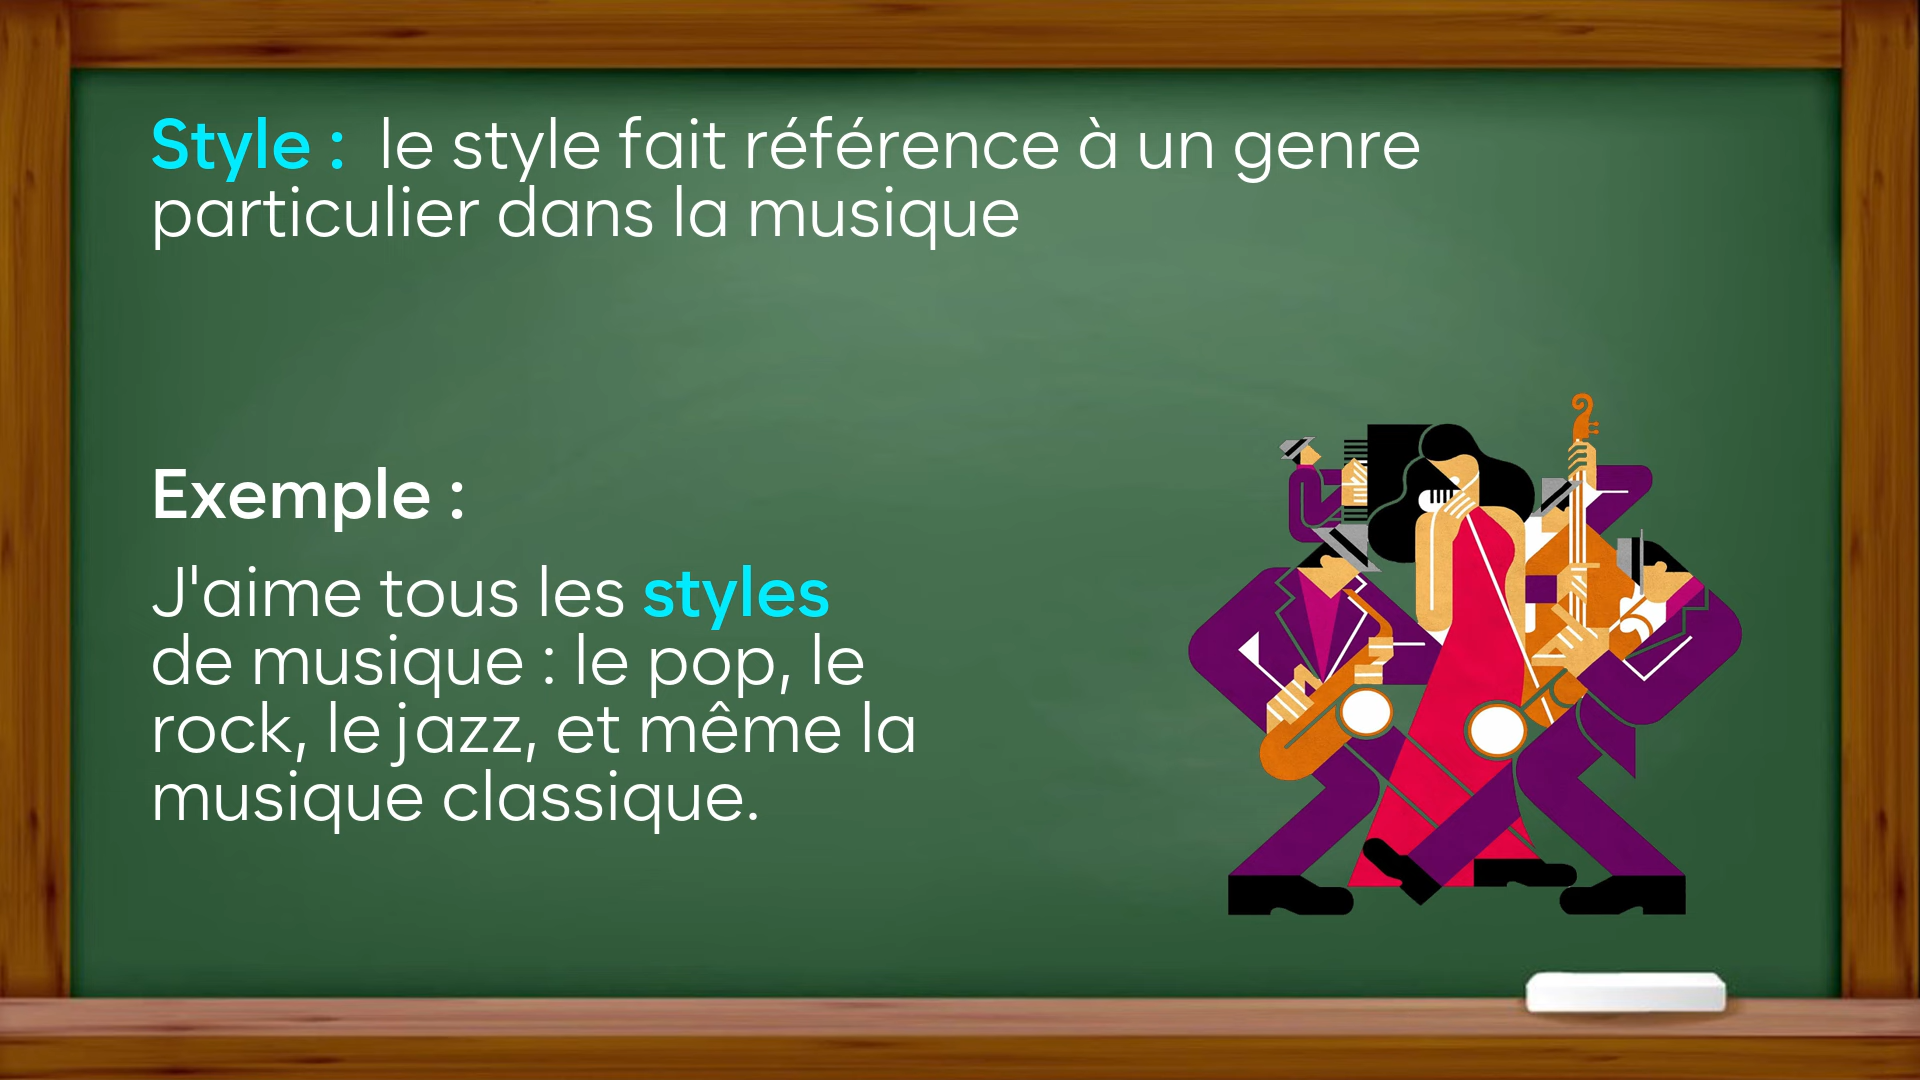 Style :  le style fait référence à un genre
particulier dans la musique
Exemple :
J'aime tous les styles
de musique : le pop, le
rock, le jazz, et même la
musique classique.